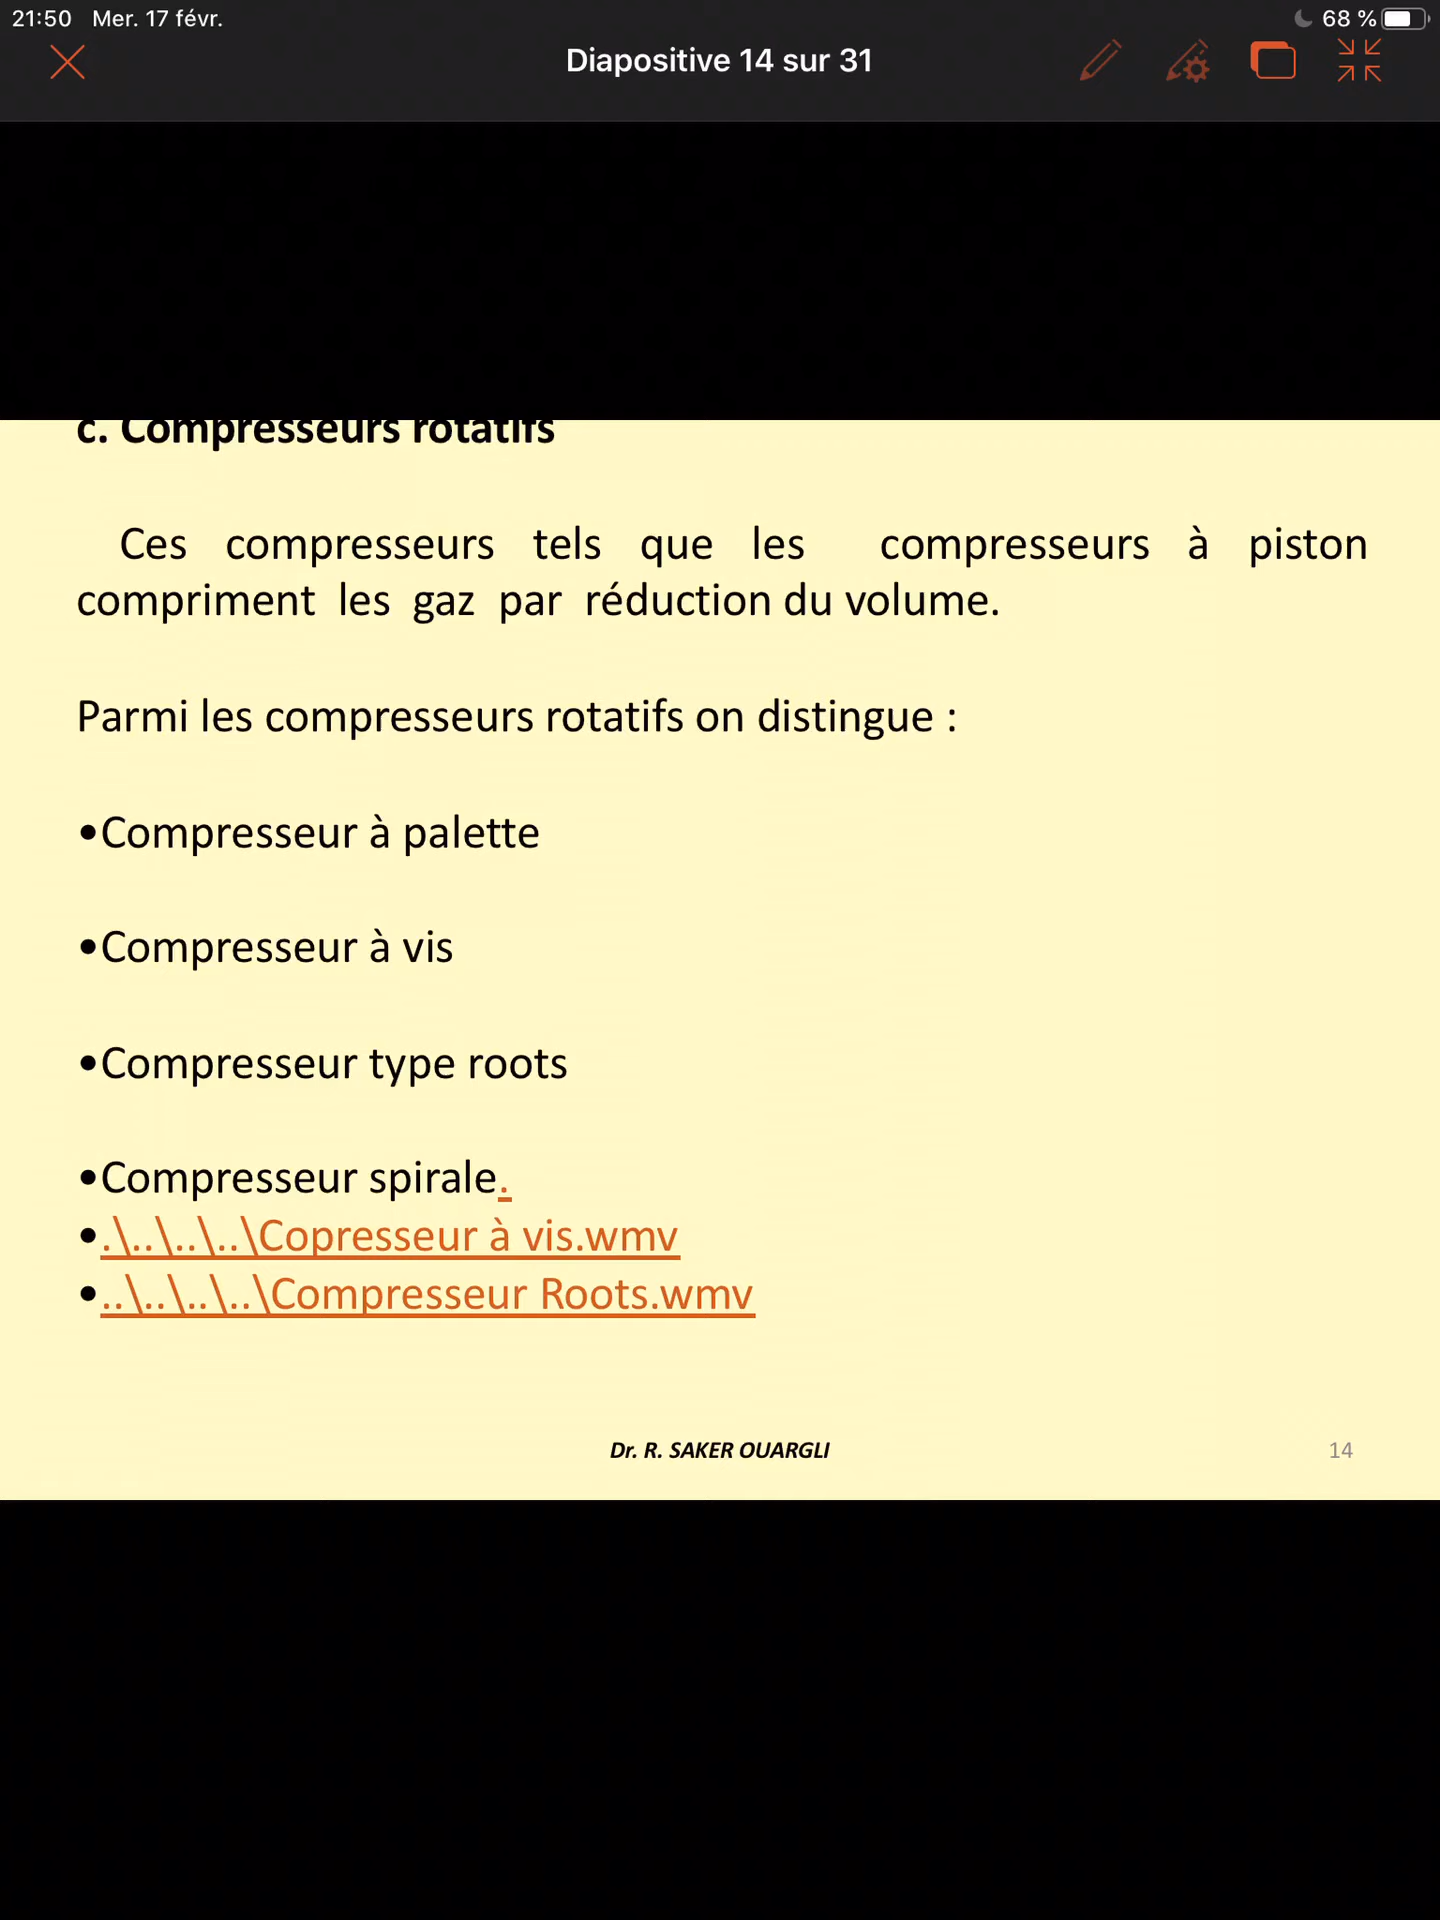 21:50 Mer. 17 févr.
68 %
Diapositive 14 sur 31
c. Compresseurs rotatifs
Ces compresseurs tels que les compresseurs à piston
compriment les gaz par réduction du volume.
Parmi les compresseurs rotatifs on distingue :
•Compresseur à palette
•Compresseur à vis
•Compresseur type roots
•Compresseur spirale.
•.\..\..\..\Copresseur à vis.wmv
•..\..\..\..\Compresseur Roots.wmv
Dr. R. SAKER OUARGLI
14